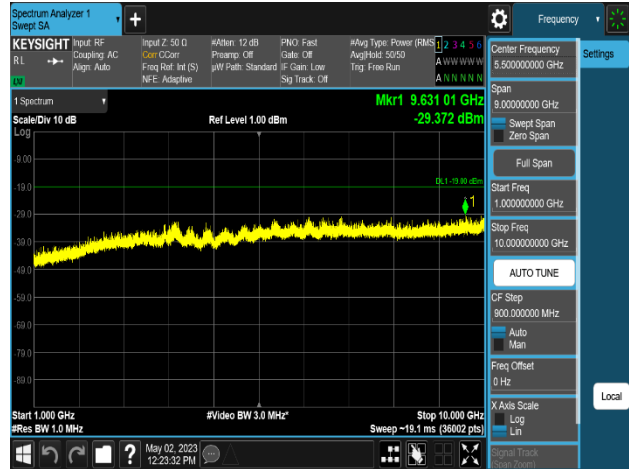 Spectrum Analyzer 1
Swept SA
+
Frequency
KEYSIGHT
Input: RF
Coupling: AC
Align: Auto
Input Z: 50 Ω
Corr CCorr
Freq Ref: Int (S)
NFE: Adaptive
#Atten: 12 dB
Preamp: Off
µW Path: Standard
PNO: Fast
Gate: Off
IF Gain: Low
Sig Track: Off
#Avg Type: Power (RMS)
Avg|Hold: 50/50
Trig: Free Run
1 2 3 4 5 6
A W W W W W
A N N N N N
RL
LW
1 Spectrum
Scale/Div 10 dB
Ref Level 1.00 dBm
Mkr1 9.631 01 GHz
-29.372 dBm
Log
-9.00
-19.0
-29.0
-39.0
-49.0
-59.0
-69.0
-79.0
-89.0
DL1 -19.00 dBm
1
Start 1.000 GHz
#Res BW 1.0 MHz
#Video BW 3.0 MHz*
Stop 10.000 GHz
Sweep ~19.1 ms (36002 pts)
Center Frequency
5.500000000 GHz
Settings
Span
9.00000000 GHz
Swept Span
Zero Span
Full Span
Start Freq
1.000000000 GHz
Stop Freq
10.000000000 GHz
AUTO TUNE
CF Step
900.000000 MHz
Auto
Man
Freq Offset
0 Hz
X Axis Scale
Log
Lin
Local
Signal Track
(Span Zoom)
?
May 02, 2023
12:23:32 PM